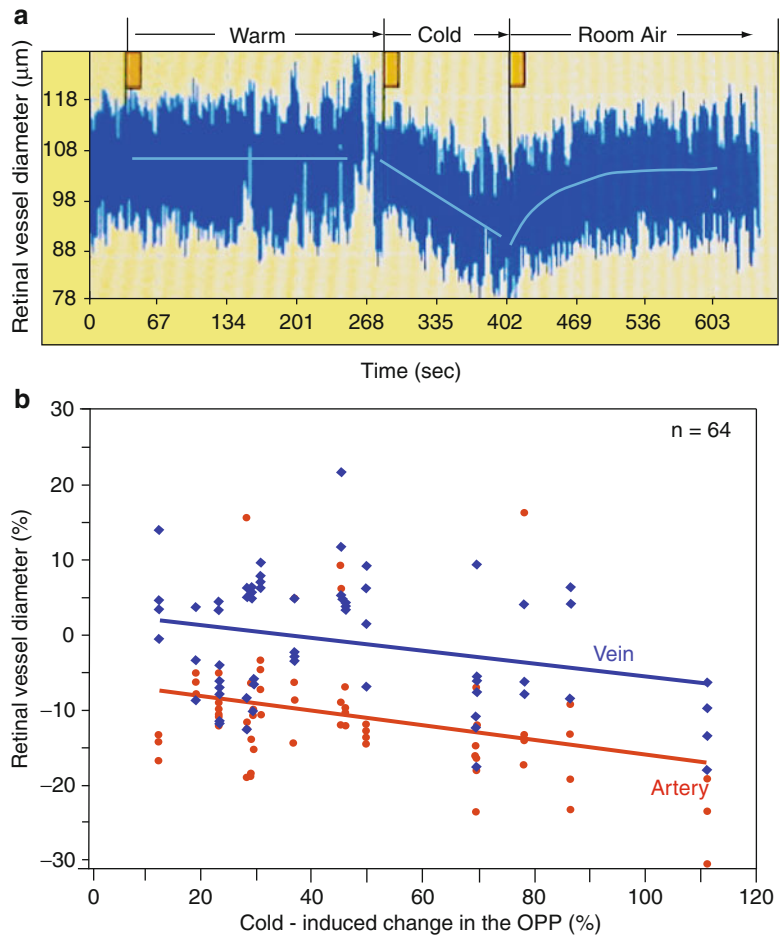 a
Warm Cold Room Air
Retinal vessel diameter (μm)
118
108
98
88
78
0 67 134 201 268 335 402 469 536 603
Time (sec)
b
n = 64
Retinal vessel diameter (%)
30
20
10
0
−10
−20
−30
Vein
Artery
0 20 40 60 80 100 120
Cold - induced change in the OPP (%)